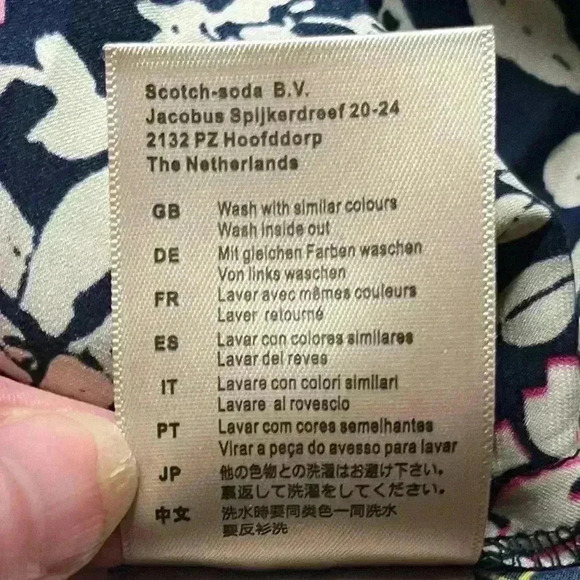 Scotch-soda B.V.
Jacobus Spijkerdreef 20-24
2132 PZ Hoofddorp
The Netherlands
GB Wash with similar colours
Wash inside out
DE Mit gleichen Farben waschen
Von links waschen
FR Laver avec mêmes couleurs
Laver retourné
ES Lavar con colores similares
Lavar del reves
IT Lavare con colori similari
Lavare al rovescio
PT Lavar com cores semelhantes
Virar a peça do avesso para lavar
JP 他の色物との洗濯はお避け下さい。
裏返して洗濯をしてください。
中文 洗水時要同类色一同洗水
要反衫洗